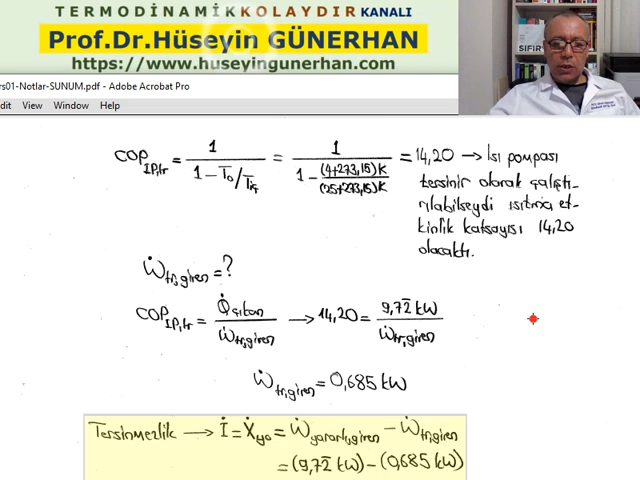 TERMODİNAMİKKOLAYDIR KANALI
Prof.Dr.Hüseyin GÜNERHAN
https://www.huseyingunerhan.com
SIFIR
rs01-Notlar-SUNUM.pdf - Adobe Acrobat Pro
dit View Window Help
COP_IP,tr = 1 / (1 - T_0/T_iç) = 1 / (1 - (4+273,15)K / (25+273,15)K) = 14,20 → Isı pompası
tersinir olarak çalıştı-
rılabilseydi ısıtma et-
kinlik katsayısı 14,20
olacaktı.
Ẇ_tr,giren = ?
COP_IP,tr = Q̇_çıkan / Ẇ_tr,giren → 14,20 = 9,72 kW / Ẇ_tr,giren
Ẇ_tr,giren = 0,685 kW
Tersinmezlik → İ = Ẋ_yo = Ẇ_yararlı,giren - Ẇ_tr,giren
= (9,72 kW) - (0,685 kW)